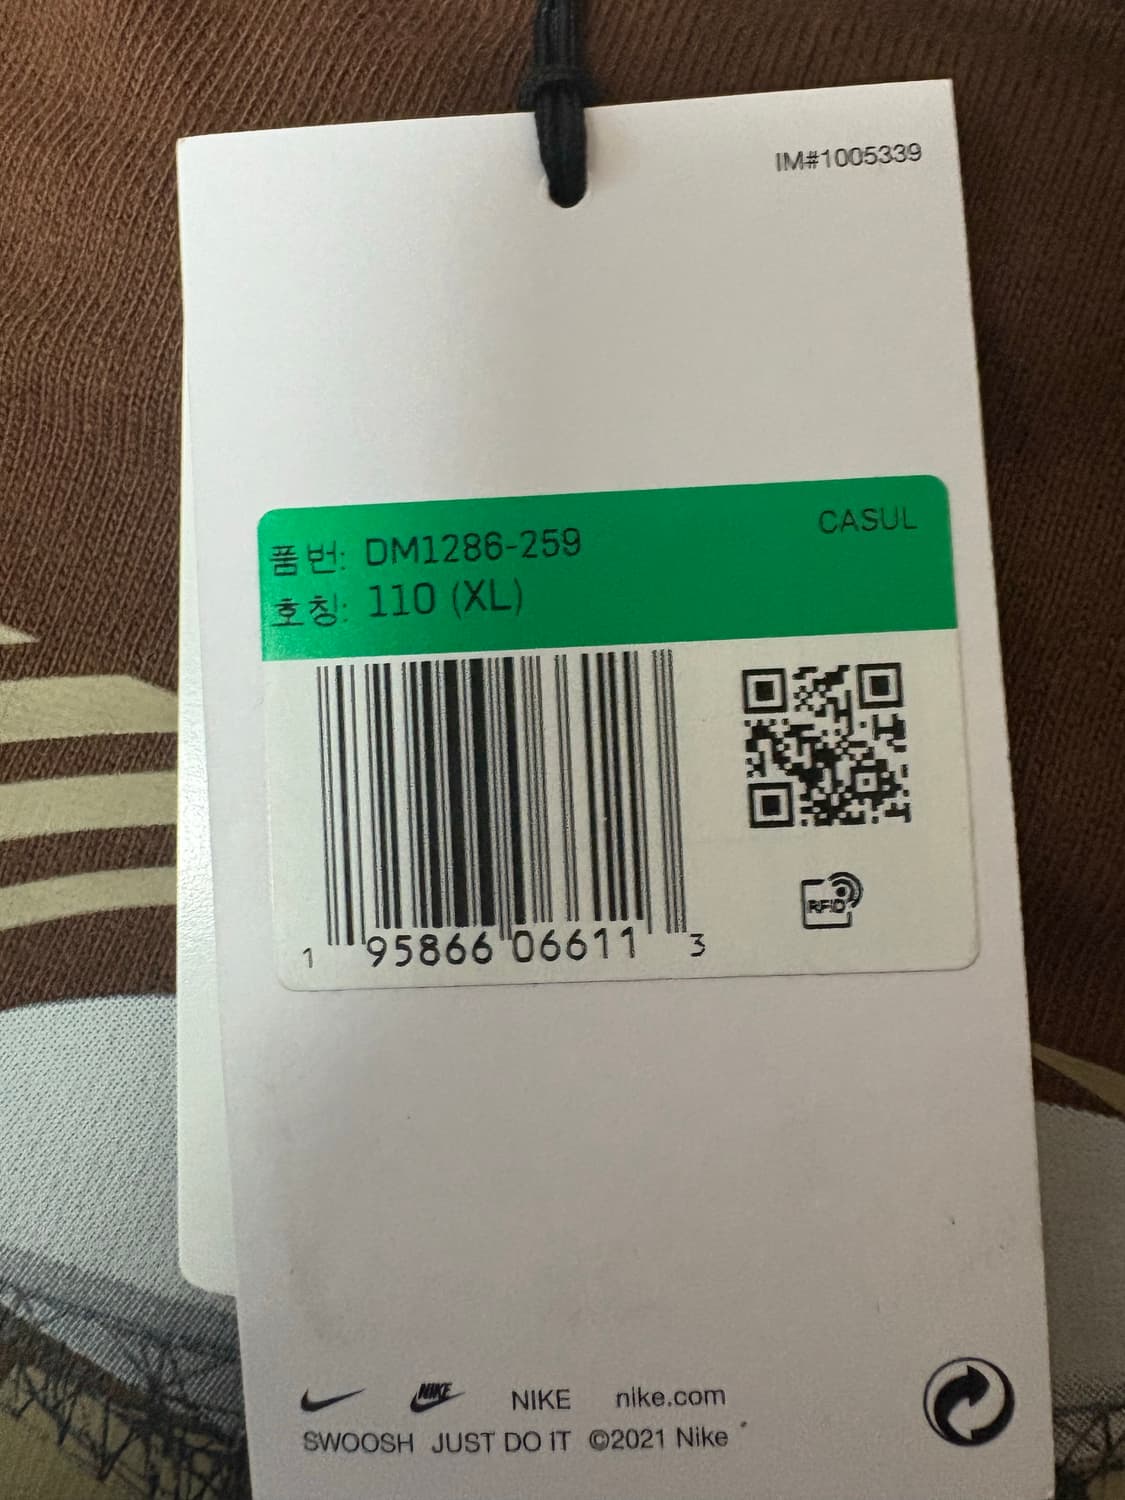 IM#1005339
품번: DM1286-259
CASUL
호칭: 110 (XL)
1 95866 06611 3
RFID
NIKE NIKE nike.com
SWOOSH JUST DO IT ©2021 Nike